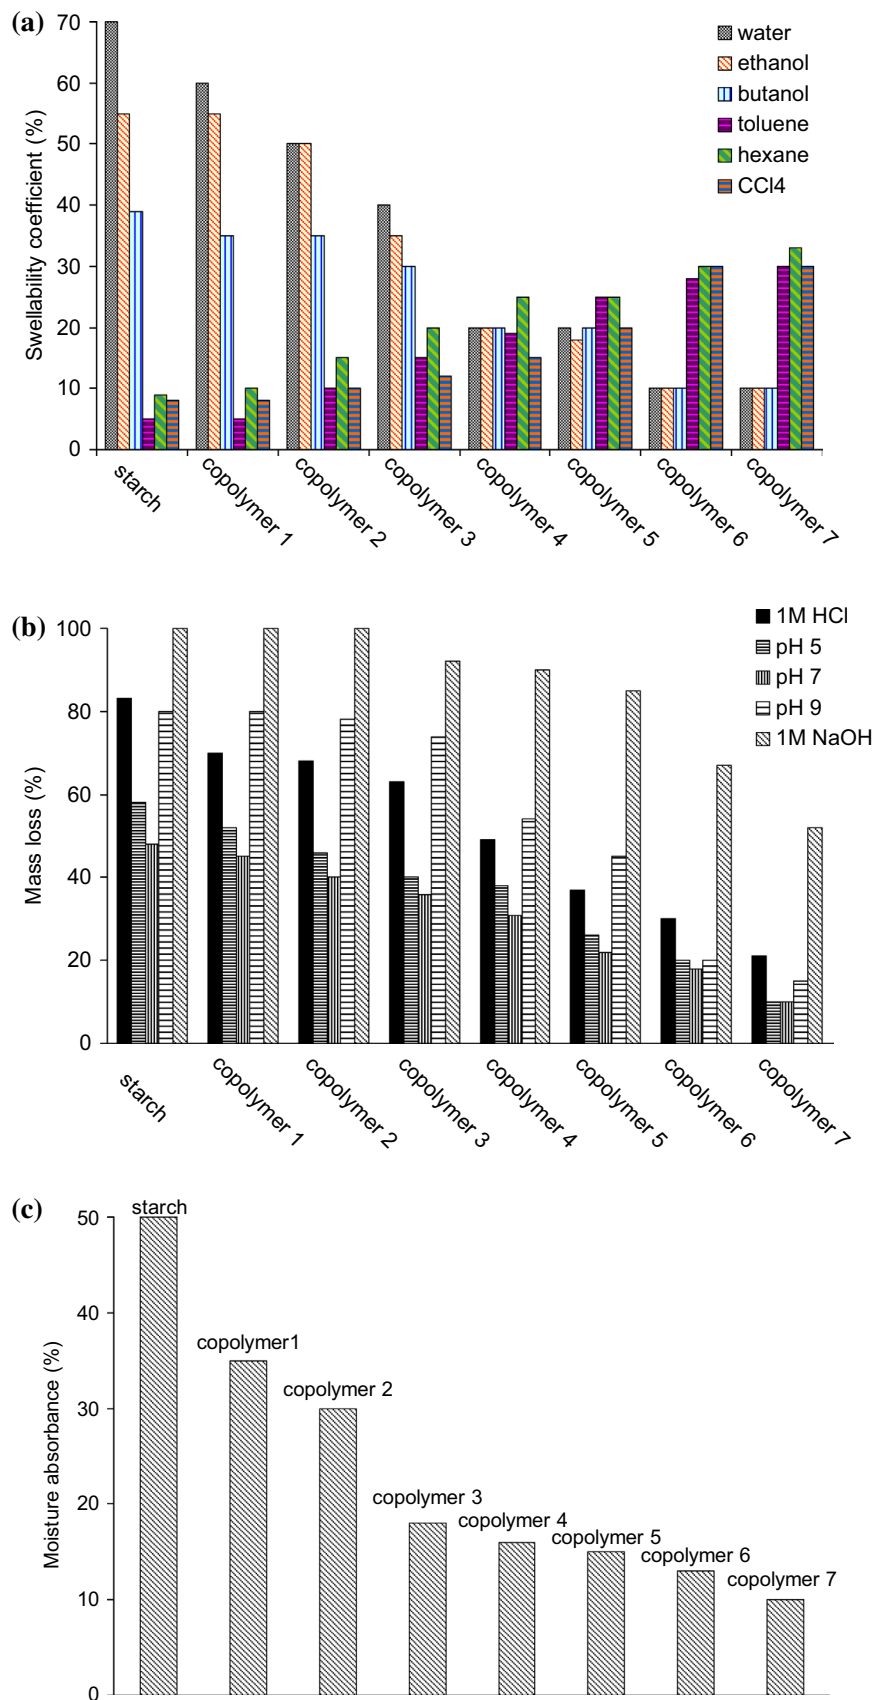 (a)
70
60
50
40
30
20
10
0
Swellability coefficient (%)
water
ethanol
butanol
toluene
hexane
CCl4
starch
copolymer 1
copolymer 2
copolymer 3
copolymer 4
copolymer 5
copolymer 6
copolymer 7
(b)
100
80
60
40
20
0
Mass loss (%)
1M HCl
pH 5
pH 7
pH 9
1M NaOH
starch
copolymer 1
copolymer 2
copolymer 3
copolymer 4
copolymer 5
copolymer 6
copolymer 7
(c)
50
40
30
20
10
0
Moisture absorbance (%)
starch
copolymer1
copolymer 2
copolymer 3
copolymer 4
copolymer 5
copolymer 6
copolymer 7